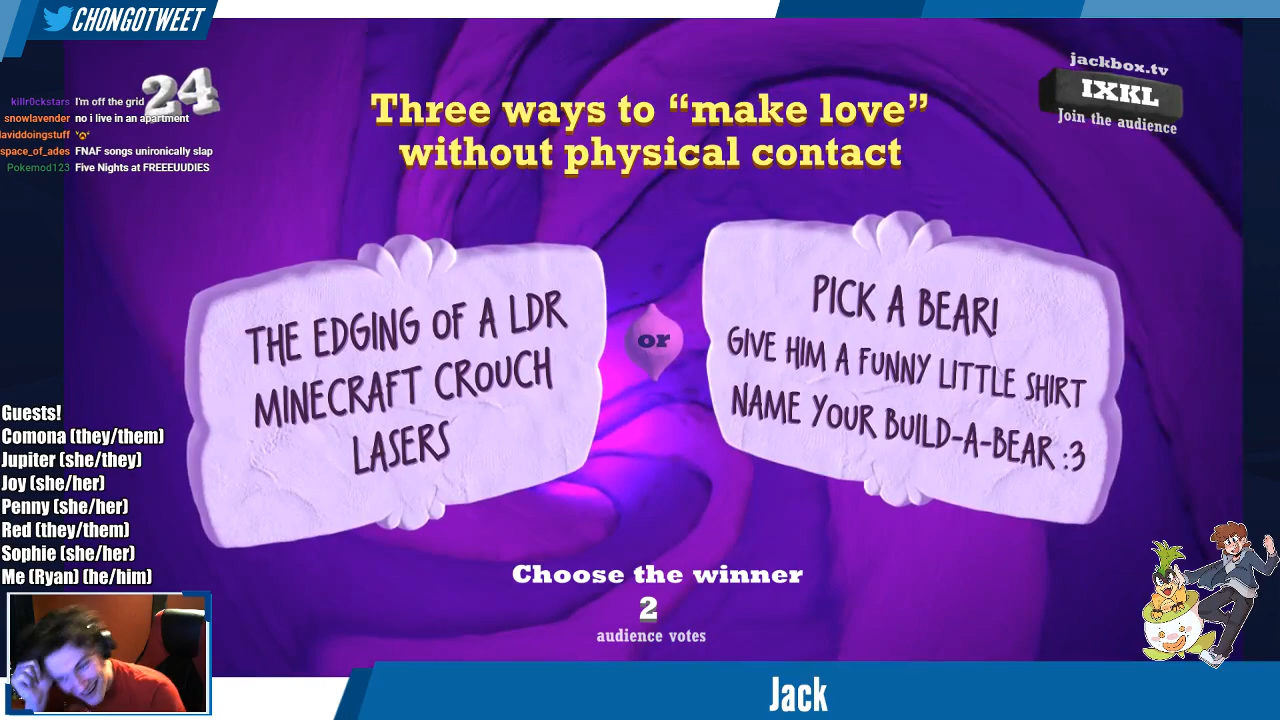 CHONGOTWEET
24
killr0ckstars I'm off the grid
snowlavender no i live in an apartment
daviddoingstuff
space_of_ades FNAF songs unironically slap
Pokemod123 Five Nights at FREEEUUDIES
jackbox.tv
IXKL
Join the audience
Three ways to “make love”
without physical contact
THE EDGING OF A LDR
MINECRAFT CROUCH
LASERS
or
PICK A BEAR!
GIVE HIM A FUNNY LITTLE SHIRT
NAME YOUR BUILD-A-BEAR :3
Guests!
Comona (they/them)
Jupiter (she/they)
Joy (she/her)
Penny (she/her)
Red (they/them)
Sophie (she/her)
Me (Ryan) (he/him)
Choose the winner
2
audience votes
Jack